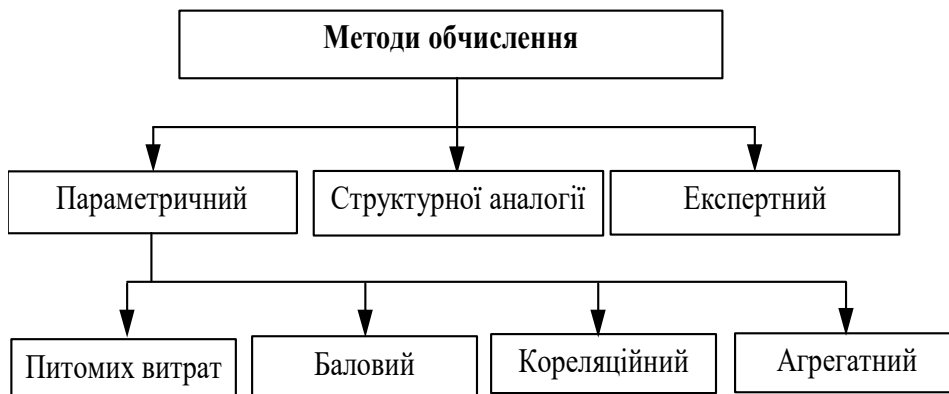 Методи обчислення
Параметричний
Структурної аналогії
Експертний
Питомих витрат
Баловий
Кореляційний
Агрегатний